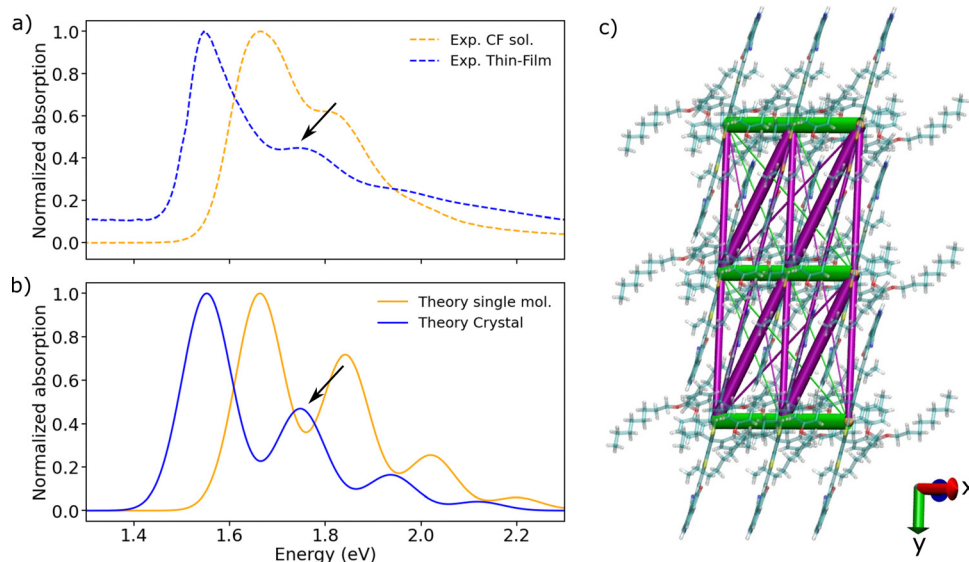 a)
1.0
0.8
0.6
0.4
0.2
0.0
Normalized absorption
Exp. CF sol.
Exp. Thin-Film
b)
1.0
0.8
0.6
0.4
0.2
0.0
Normalized absorption
Theory single mol.
Theory Crystal
1.4 1.6 1.8 2.0 2.2
Energy (eV)
c)
x
y